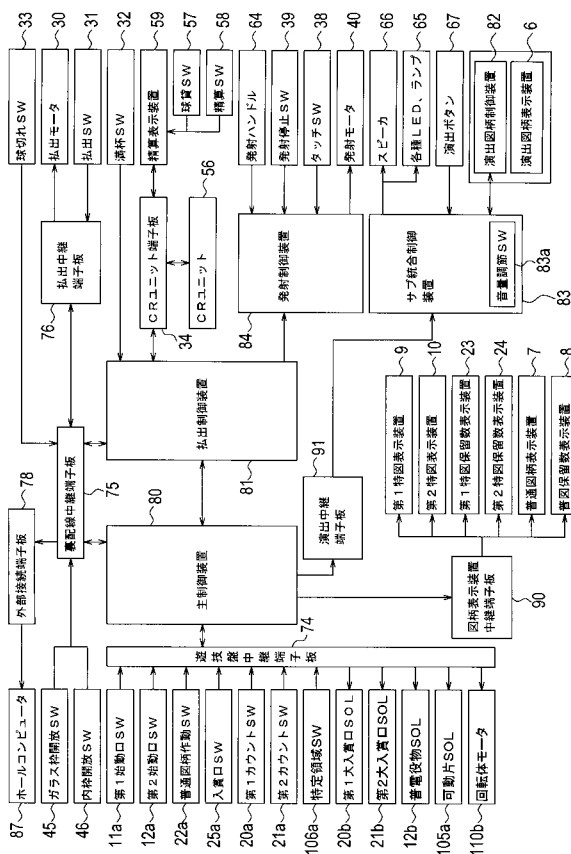 87 ホールコンピュータ
45 ガラス枠開放SW
46 内枠開放SW
11a 第1始動口SW
12a 第2始動口SW
22a 普通図柄作動SW
25a 入賞口SW
20a 第1カウントSW
21a 第2カウントSW
106a 特定領域SW
20b 第1大入賞口SOL
21b 第2大入賞口SOL
12b 普電役物SOL
105a 可動片SOL
110b 回転体モータ
外部接続端子板 78
裏配線中継端子板 75
遊技盤中継端子板 74
主制御装置 80
払出制御装置 81
演出中継
端子板 91
図柄表示装置
中継端子板 90
払出中継
端子板 76
CRユニット端子板 34
CRユニット 56
発射制御装置 84
サブ統合制御
装置 83
音量調節SW 83a
球切れSW 33
払出モータ 30
払出SW 31
満杯SW 32
精算表示装置 59
球貸SW 57
精算SW 58
発射ハンドル 64
発射停止SW 39
タッチSW 38
発射モータ 40
スピーカ 66
各種LED、ランプ 65
演出ボタン 67
演出図柄制御装置 82
演出図柄表示装置 6
第1特図表示装置 9
第2特図表示装置 10
第1特図保留数表示装置 23
第2特図保留数表示装置 24
普通図柄表示装置 7
普図保留数表示装置 8